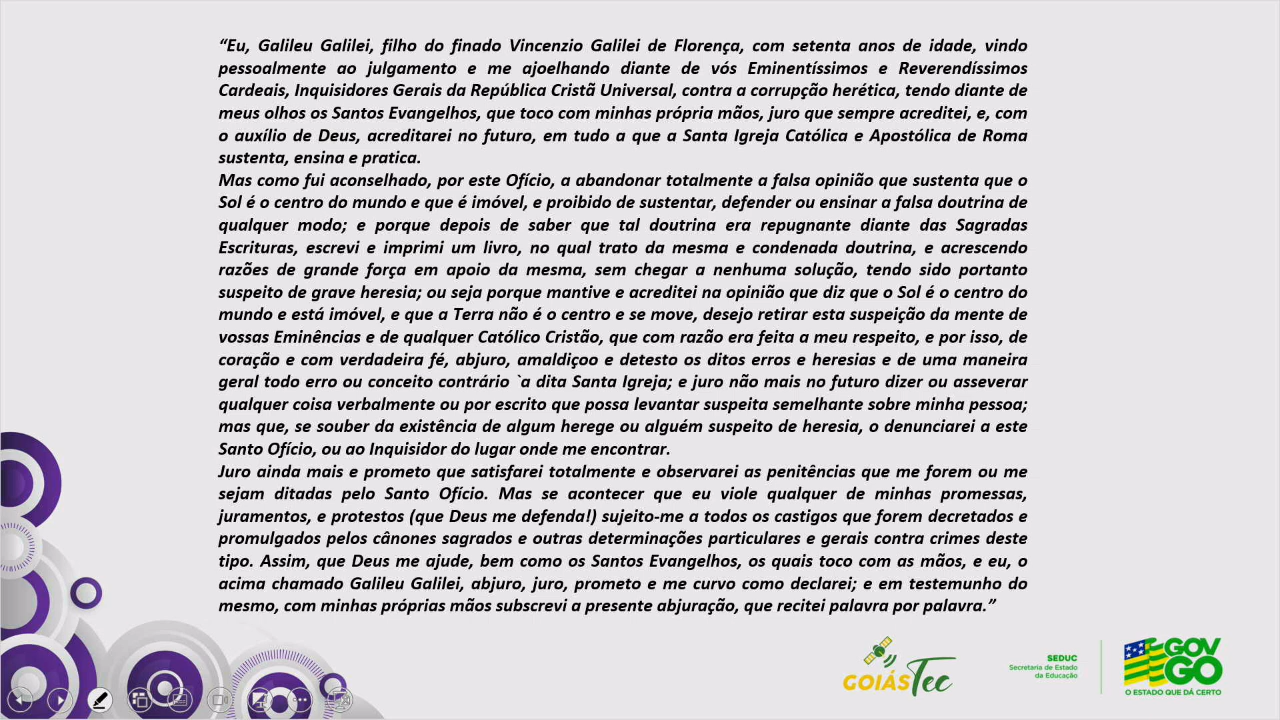 “Eu, Galileu Galilei, filho do finado Vincenzio Galilei de Florença, com setenta anos de idade, vindo
pessoalmente ao julgamento e me ajoelhando diante de vós Eminentíssimos e Reverendíssimos
Cardeais, Inquisidores Gerais da República Cristã Universal, contra a corrupção herética, tendo diante de
meus olhos os Santos Evangelhos, que toco com minhas própria mãos, juro que sempre acreditei, e, com
o auxílio de Deus, acreditarei no futuro, em tudo a que a Santa Igreja Católica e Apostólica de Roma
sustenta, ensina e pratica.
Mas como fui aconselhado, por este Ofício, a abandonar totalmente a falsa opinião que sustenta que o
Sol é o centro do mundo e que é imóvel, e proibido de sustentar, defender ou ensinar a falsa doutrina de
qualquer modo; e porque depois de saber que tal doutrina era repugnante diante das Sagradas
Escrituras, escrevi e imprimi um livro, no qual trato da mesma e condenada doutrina, e acrescendo
razões de grande força em apoio da mesma, sem chegar a nenhuma solução, tendo sido portanto
suspeito de grave heresia; ou seja porque mantive e acreditei na opinião que diz que o Sol é o centro do
mundo e está imóvel, e que a Terra não é o centro e se move, desejo retirar esta suspeição da mente de
vossas Eminências e de qualquer Católico Cristão, que com razão era feita a meu respeito, e por isso, de
coração e com verdadeira fé, abjuro, amaldiçoo e detesto os ditos erros e heresias e de uma maneira
geral todo erro ou conceito contrário `a dita Santa Igreja; e juro não mais no futuro dizer ou asseverar
qualquer coisa verbalmente ou por escrito que possa levantar suspeita semelhante sobre minha pessoa;
mas que, se souber da existência de algum herege ou alguém suspeito de heresia, o denunciarei a este
Santo Ofício, ou ao Inquisidor do lugar onde me encontrar.
Juro ainda mais e prometo que satisfarei totalmente e observarei as penitências que me forem ou me
sejam ditadas pelo Santo Ofício. Mas se acontecer que eu viole qualquer de minhas promessas,
juramentos, e protestos (que Deus me defenda!) sujeito-me a todos os castigos que forem decretados e
promulgados pelos cânones sagrados e outras determinações particulares e gerais contra crimes deste
tipo. Assim, que Deus me ajude, bem como os Santos Evangelhos, os quais toco com as mãos, e eu, o
acima chamado Galileu Galilei, abjuro, juro, prometo e me curvo como declarei; e em testemunho do
mesmo, com minhas próprias mãos subscrevi a presente abjuração, que recitei palavra por palavra.”
GOIÁS Tec
SEDUC
Secretaria de Estado
da Educação
GOV
GO
O ESTADO QUE DÁ CERTO